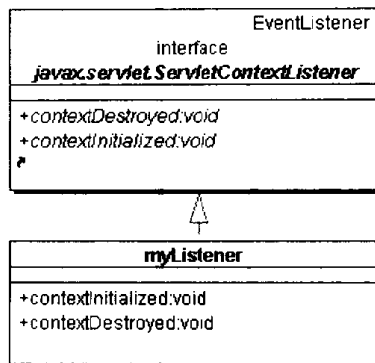 EventListener
interface
javax.servlet.ServletContextListener
+contextDestroyed:void
+contextInitialized:void
myListener
+contextInitialized:void
+contextDestroyed:void